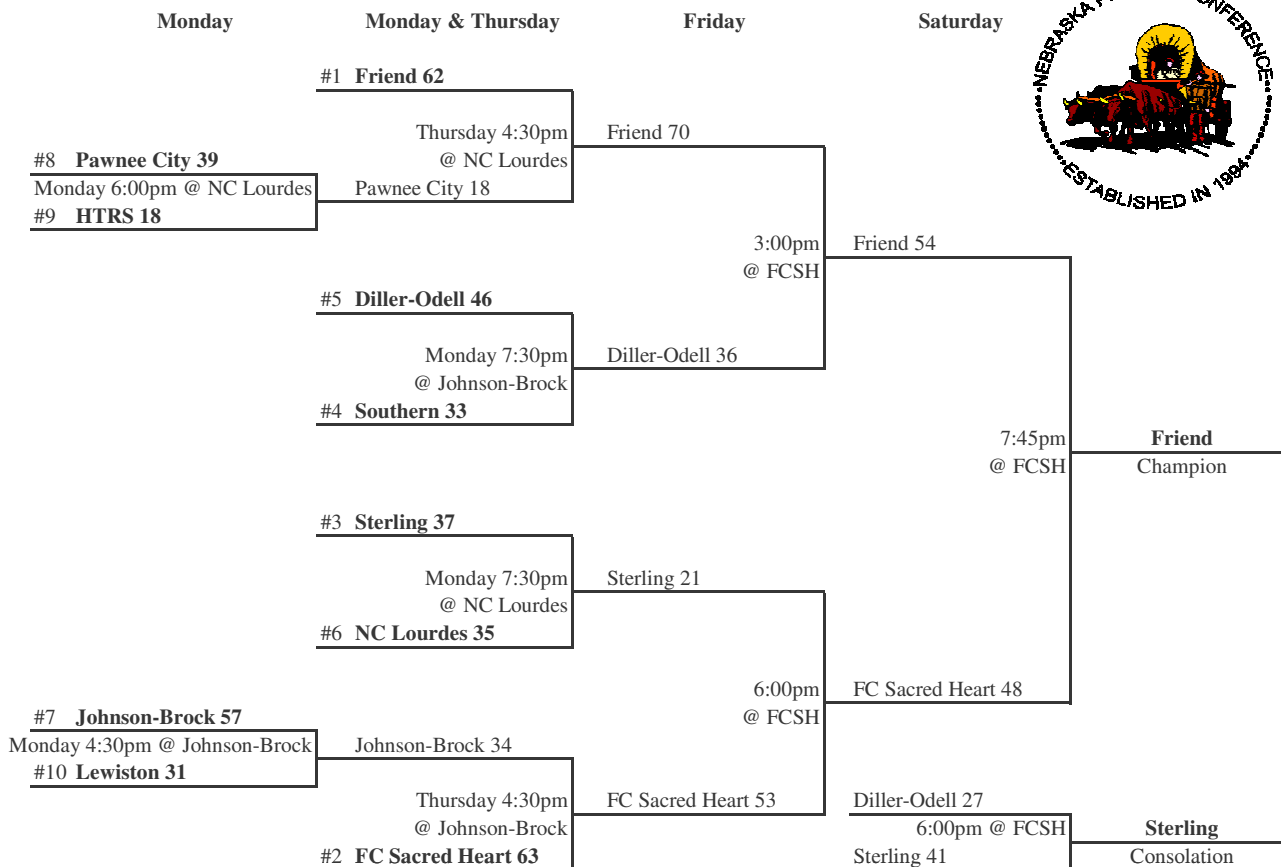 Monday
Monday & Thursday
Friday
Saturday
NEBRASKA
ESTABLISHED IN 1994
#1 Friend 62
Thursday 4:30pm
@ NC Lourdes
Friend 70
#8 Pawnee City 39
Monday 6:00pm @ NC Lourdes
Pawnee City 18
#9 HTRS 18
3:00pm
@ FCSH
Friend 54
#5 Diller-Odell 46
Monday 7:30pm
@ Johnson-Brock
Diller-Odell 36
#4 Southern 33
7:45pm
@ FCSH
Friend
Champion
#3 Sterling 37
Monday 7:30pm
@ NC Lourdes
Sterling 21
#6 NC Lourdes 35
6:00pm
@ FCSH
FC Sacred Heart 48
#7 Johnson-Brock 57
Monday 4:30pm @ Johnson-Brock
Johnson-Brock 34
#10 Lewiston 31
Thursday 4:30pm
@ Johnson-Brock
FC Sacred Heart 53
#2 FC Sacred Heart 63
Diller-Odell 27
6:00pm @ FCSH
Sterling 41
Sterling
Consolation